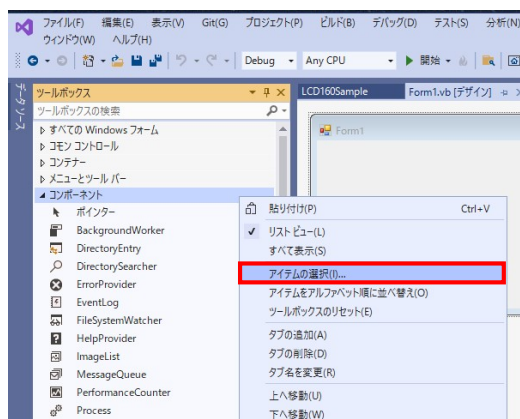 ファイル(F) 編集(E) 表示(V) Git(G) プロジェクト(P) ビルド(B) デバッグ(D) テスト(S) 分析(N)
ウィンドウ(W) ヘルプ(H)
Debug Any CPU 開始
データ ソース
ツールボックス
LCD160Sample Form1.vb [デザイン]
ツールボックスの検索
Form1
すべての Windows フォーム
コモン コントロール
コンテナー
メニューとツール バー
コンポーネント
ポインター
BackgroundWorker
DirectoryEntry
DirectorySearcher
ErrorProvider
EventLog
FileSystemWatcher
HelpProvider
ImageList
MessageQueue
PerformanceCounter
Process
貼り付け(P) Ctrl+V
リスト ビュー(L)
すべて表示(S)
アイテムの選択(I)...
アイテムをアルファベット順に並べ替え(O)
ツールボックスのリセット(E)
タブの追加(A)
タブの削除(D)
タブ名を変更(R)
上へ移動(U)
下へ移動(W)